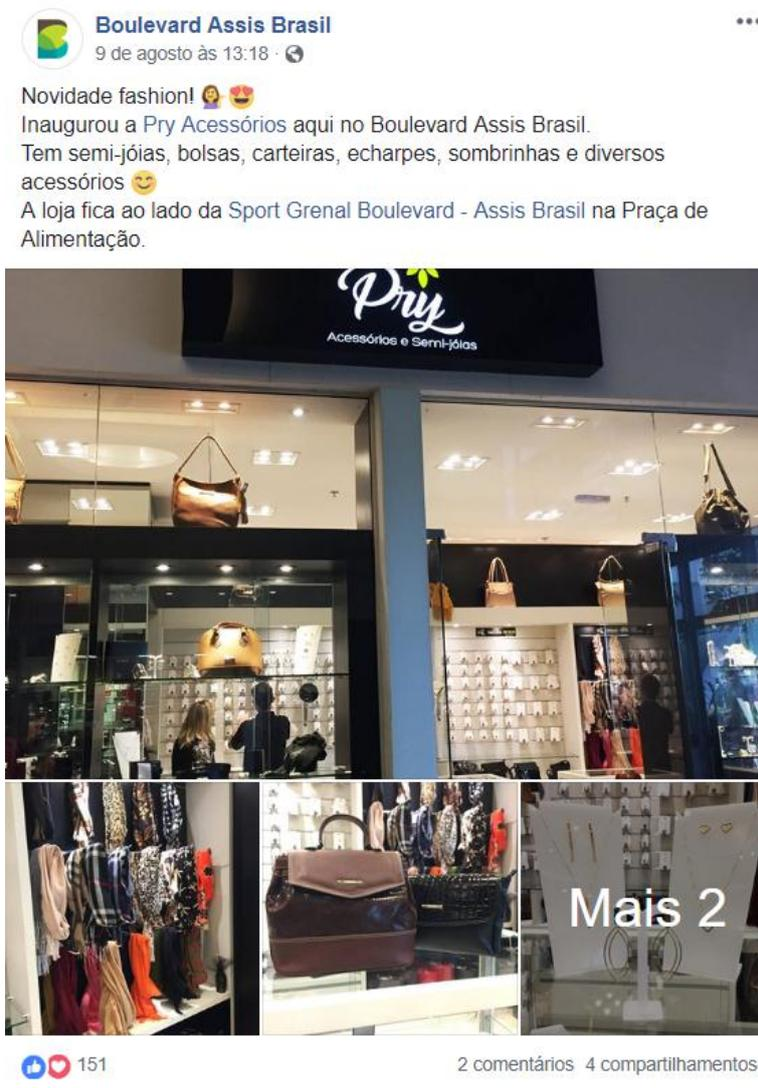 Boulevard Assis Brasil
9 de agosto às 13:18 ·
Novidade fashion! 💁‍♀️😍
Inaugurou a Pry Acessórios aqui no Boulevard Assis Brasil.
Tem semi-jóias, bolsas, carteiras, echarpes, sombrinhas e diversos
acessórios 😊
A loja fica ao lado da Sport Grenal Boulevard - Assis Brasil na Praça de
Alimentação.
Pry
Acessórios e Semi-jóias
Mais 2
151
2 comentários 4 compartilhamentos